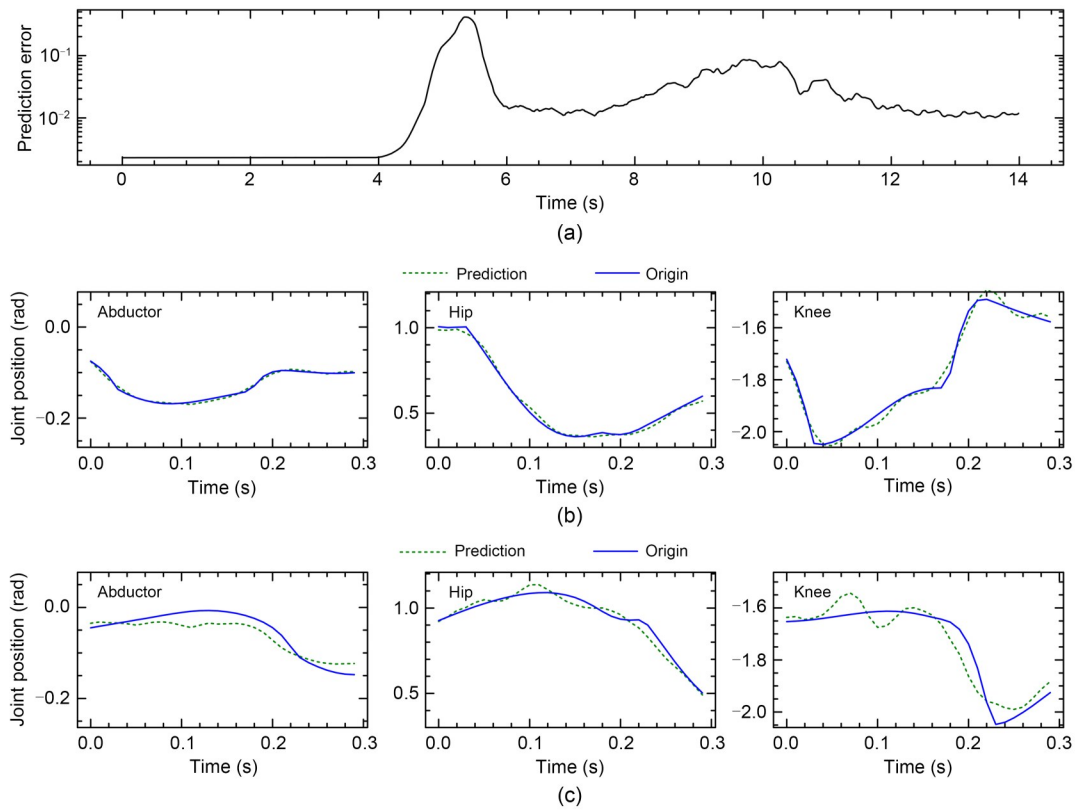 Prediction error
10⁻¹
10⁻²
0 2 4 6 8 10 12 14
Time (s)
(a)
Prediction Origin
Joint position (rad)
Abductor Hip Knee
0.0 1.0 −1.6
−0.2 0.5 −1.8
−2.0
0.0 0.1 0.2 0.3 0.0 0.1 0.2 0.3 0.0 0.1 0.2 0.3
Time (s) Time (s) Time (s)
(b)
Prediction Origin
Joint position (rad)
Abductor Hip Knee
0.0 1.0 −1.6
−0.2 0.5 −1.8
−2.0
0.0 0.1 0.2 0.3 0.0 0.1 0.2 0.3 0.0 0.1 0.2 0.3
Time (s) Time (s) Time (s)
(c)